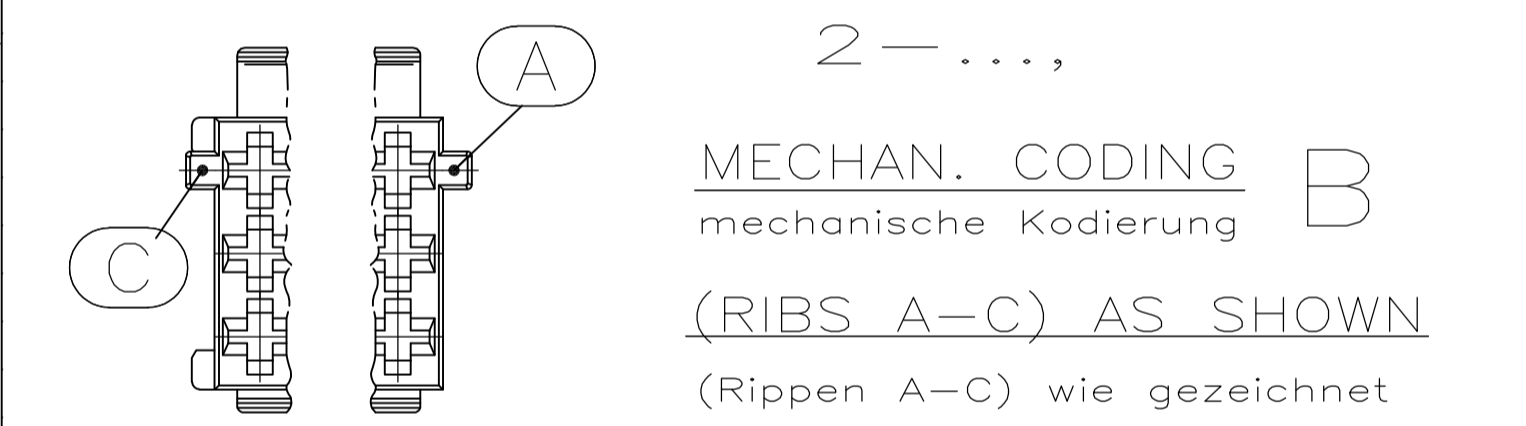 A
C
2—...,
MECHAN. CODING B
mechanische Kodierung
(RIBS A—C) AS SHOWN
(Rippen A—C) wie gezeichnet